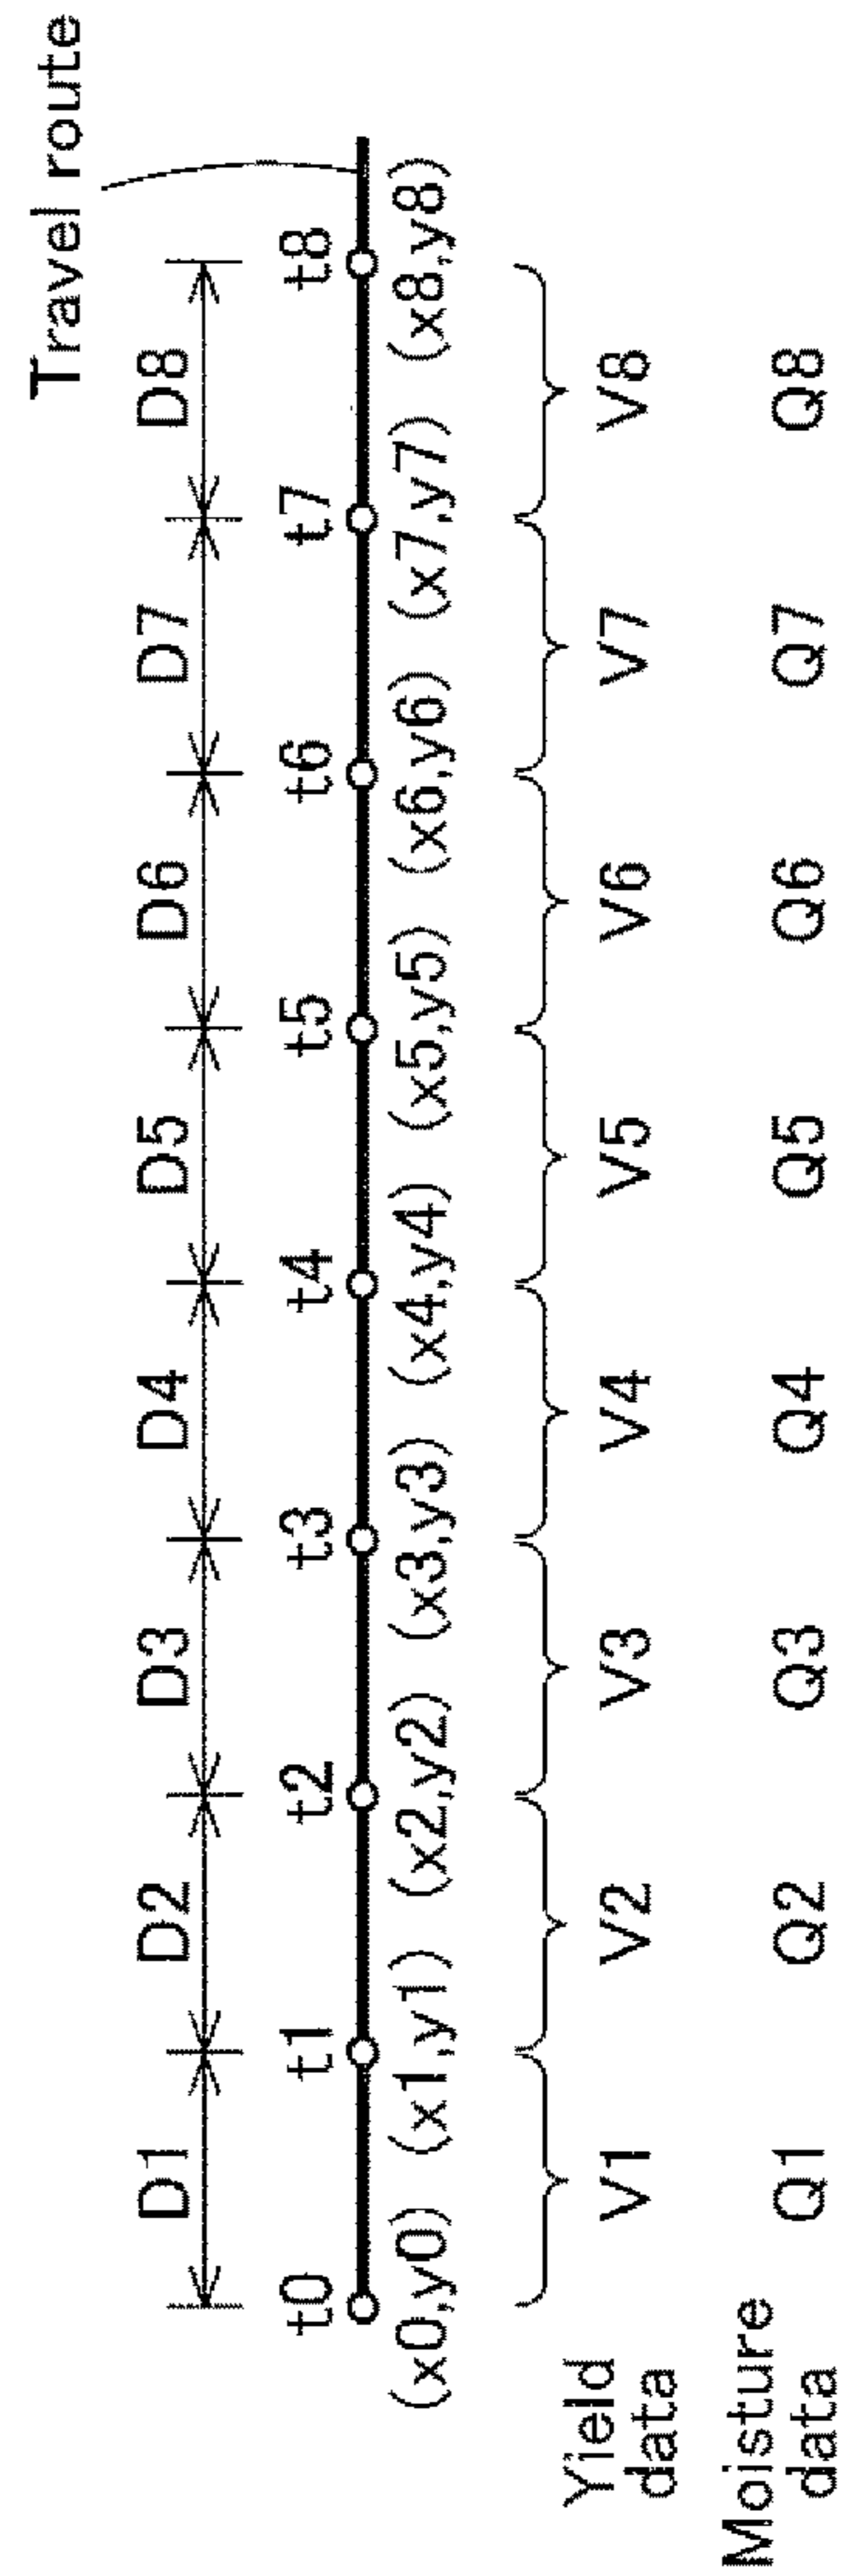 Travel route
D1 D2 D3 D4 D5 D6 D7 D8
t0 t1 t2 t3 t4 t5 t6 t7 t8
(x0,y0) (x1,y1) (x2,y2) (x3,y3) (x4,y4) (x5,y5) (x6,y6) (x7,y7) (x8,y8)
Yield
data
V1 V2 V3 V4 V5 V6 V7 V8
Moisture
data
Q1 Q2 Q3 Q4 Q5 Q6 Q7 Q8